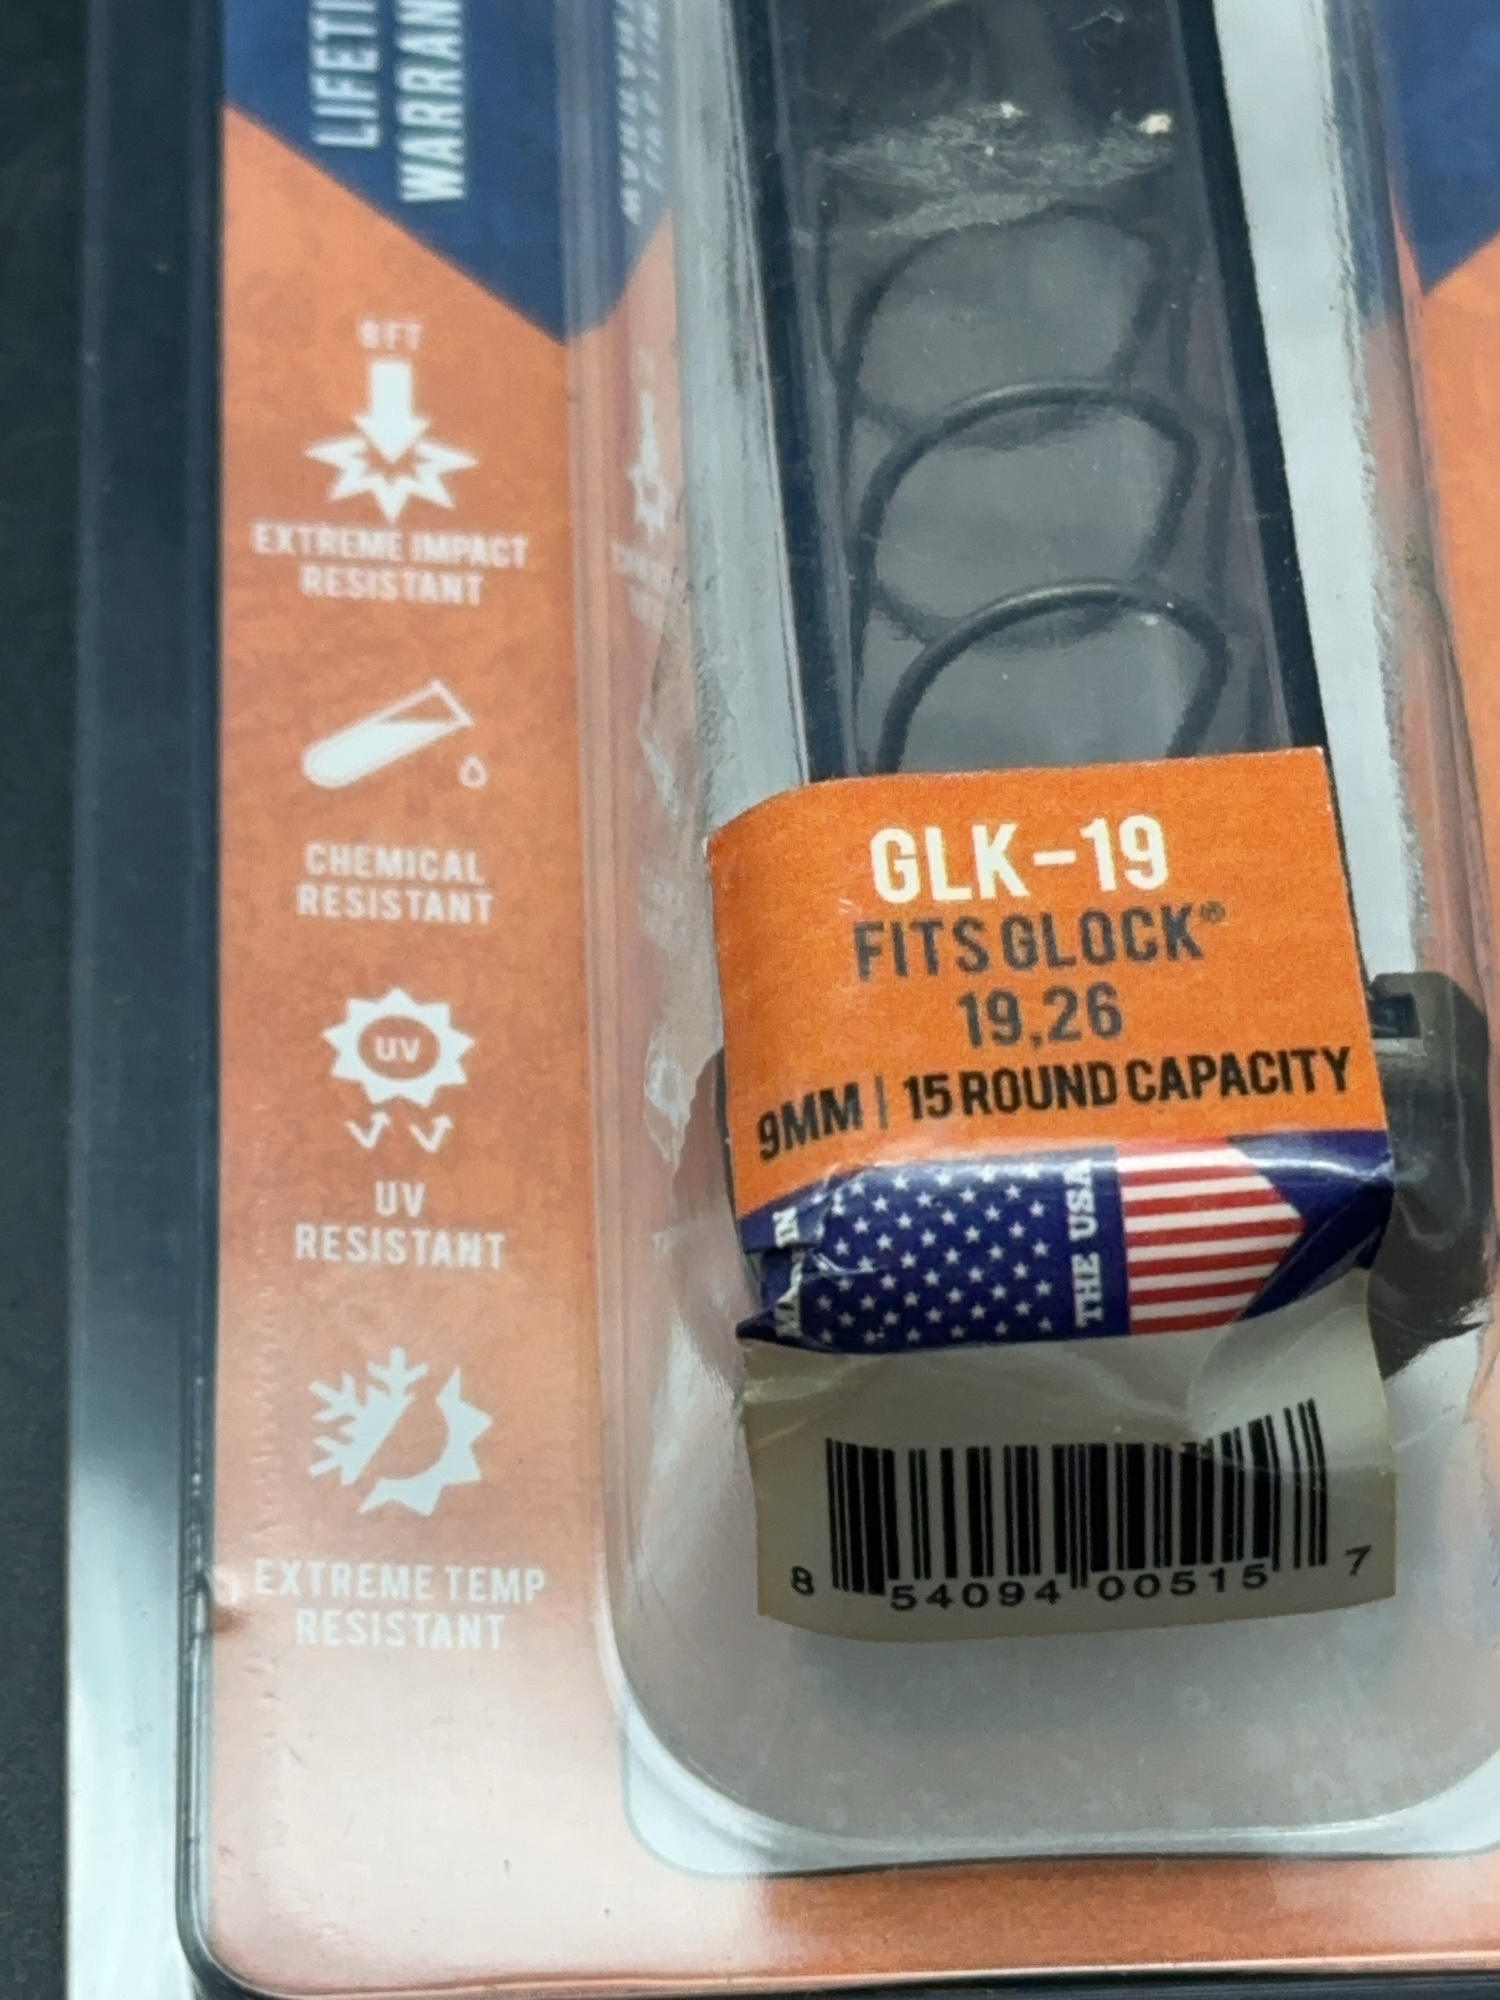 8FT
EXTREME IMPACT
RESISTANT
CHEMICAL
RESISTANT
UV
UV
RESISTANT
EXTREME TEMP
RESISTANT
GLK-19
FITS GLOCK®
19,26
9MM | 15 ROUND CAPACITY
IN
THE USA
8 54094 00515 7